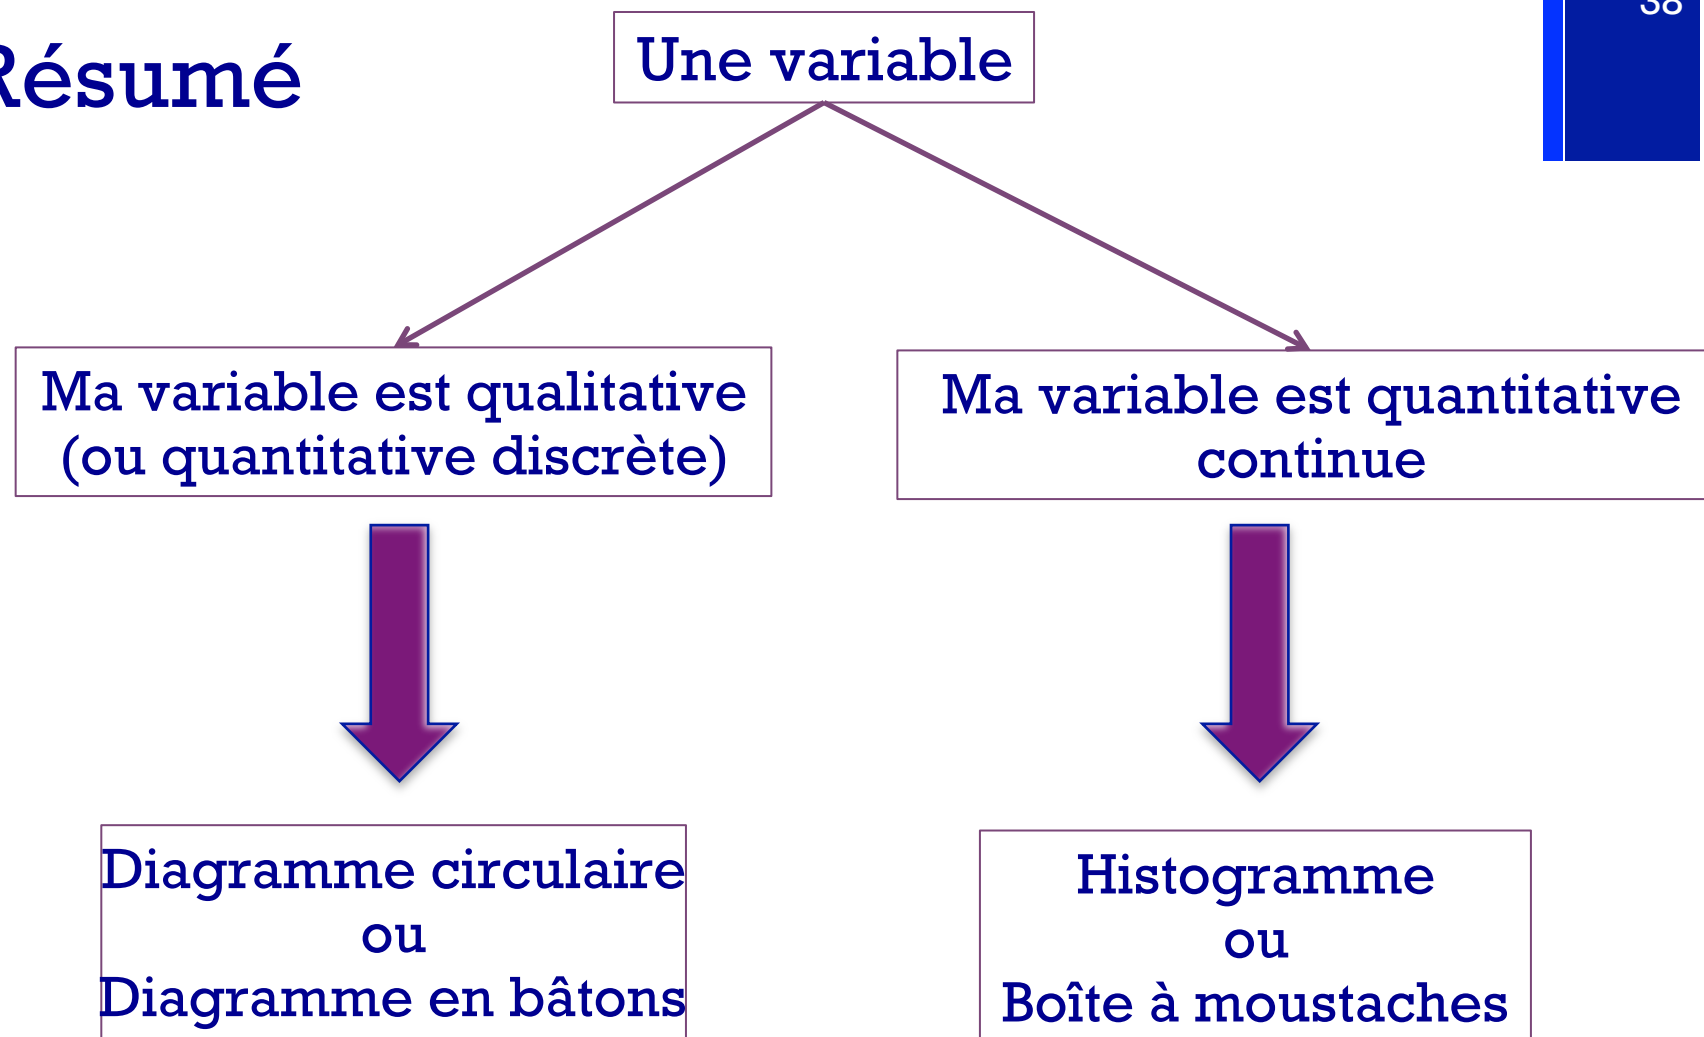 38
Résumé
Une variable
Ma variable est qualitative
(ou quantitative discrète)
Ma variable est quantitative
continue
Diagramme circulaire
ou
Diagramme en bâtons
Histogramme
ou
Boîte à moustaches